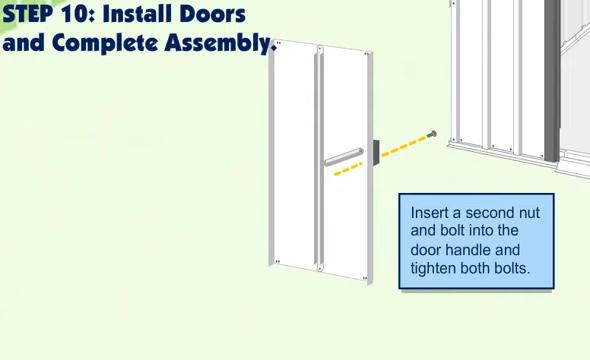 STEP 10: Install Doors
and Complete Assembly.
Insert a second nut
and bolt into the
door handle and
tighten both bolts.